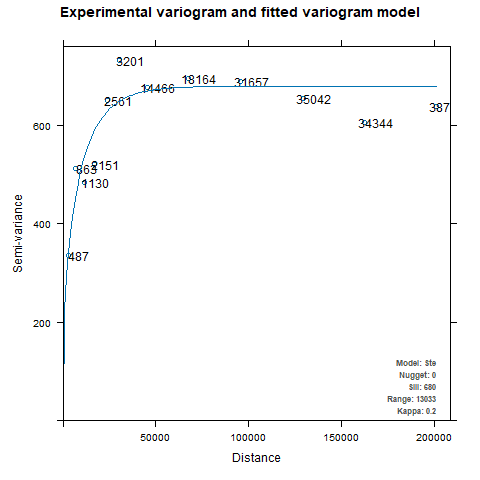 Experimental variogram and fitted variogram model
3201
14466
18164
31657
2561
35042
387
34344
600
2151
863
1130
Semi-variance
400
487
200
Model: Ste
Nugget: 0
Sill: 680
Range: 13033
Kappa: 0.2
50000
100000
150000
200000
Distance